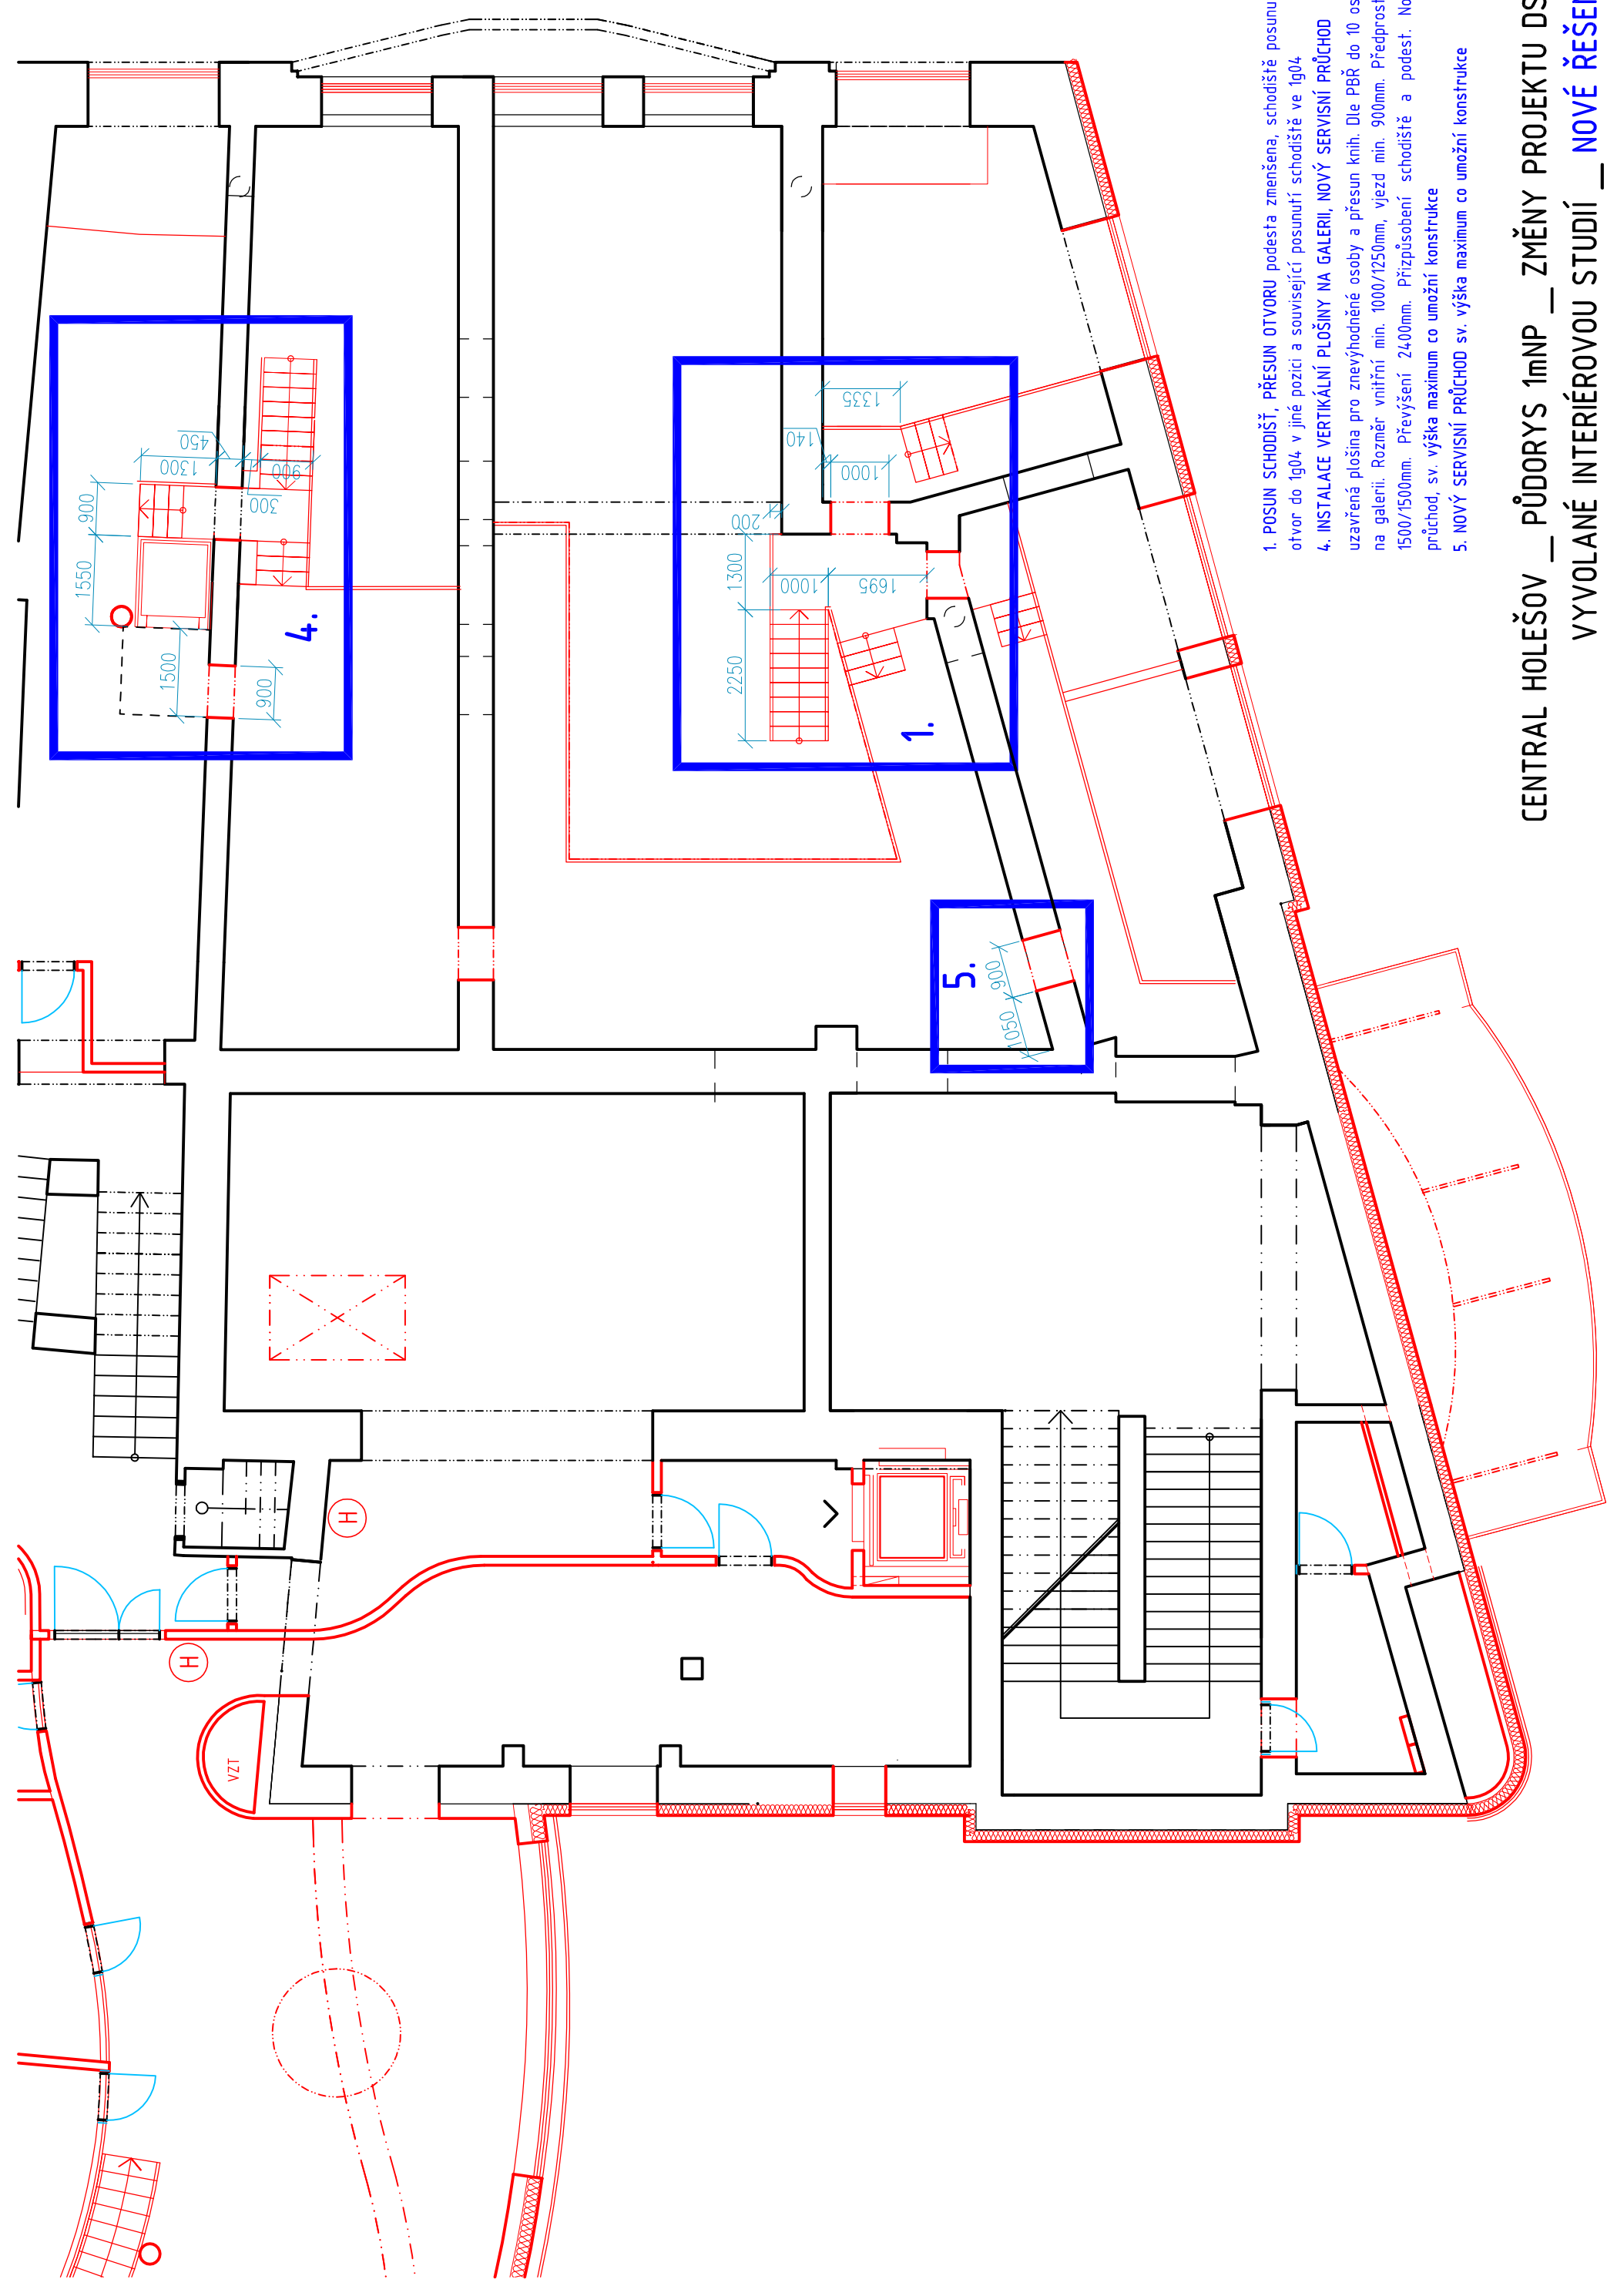 CENTRAL HOLEŠOV _ PŮDORYS 1mNP _ ZMĚNY PROJEKTU DS
VYVOLANÉ INTERIÉROVOU STUDIÍ _ NOVÉ ŘEŠEN
1. POSUN SCHODIŠŤ, PŘESUN OTVORU podesta zmenšena, schodiště posunu
otvor do 1g04 v jiné pozici a související posunutí schodiště ve 1g04
4. INSTALACE VERTIKÁLNÍ PLOŠINY NA GALERII, NOVÝ SERVISNÍ PRŮCHOD
uzavřená plošina pro znevýhodněné osoby a přesun knih. Dle PBŘ do 10 os
na galerii. Rozměr vnitřní min. 1000/1250mm, vjezd min. 900mm. Předprost
1500/1500mm. Převýšení 2400mm. Přizpůsobení schodiště a podest. No
průchod, sv. výška maximum co umožní konstrukce
5. NOVÝ SERVISNÍ PRŮCHOD sv. výška maximum co umožní konstrukce
4.
900
1550
1500
900
1300
450
300
900
1.
2250
1300
200
1000
1695
140
1000
1335
5.
1050
900
H
H
VZT